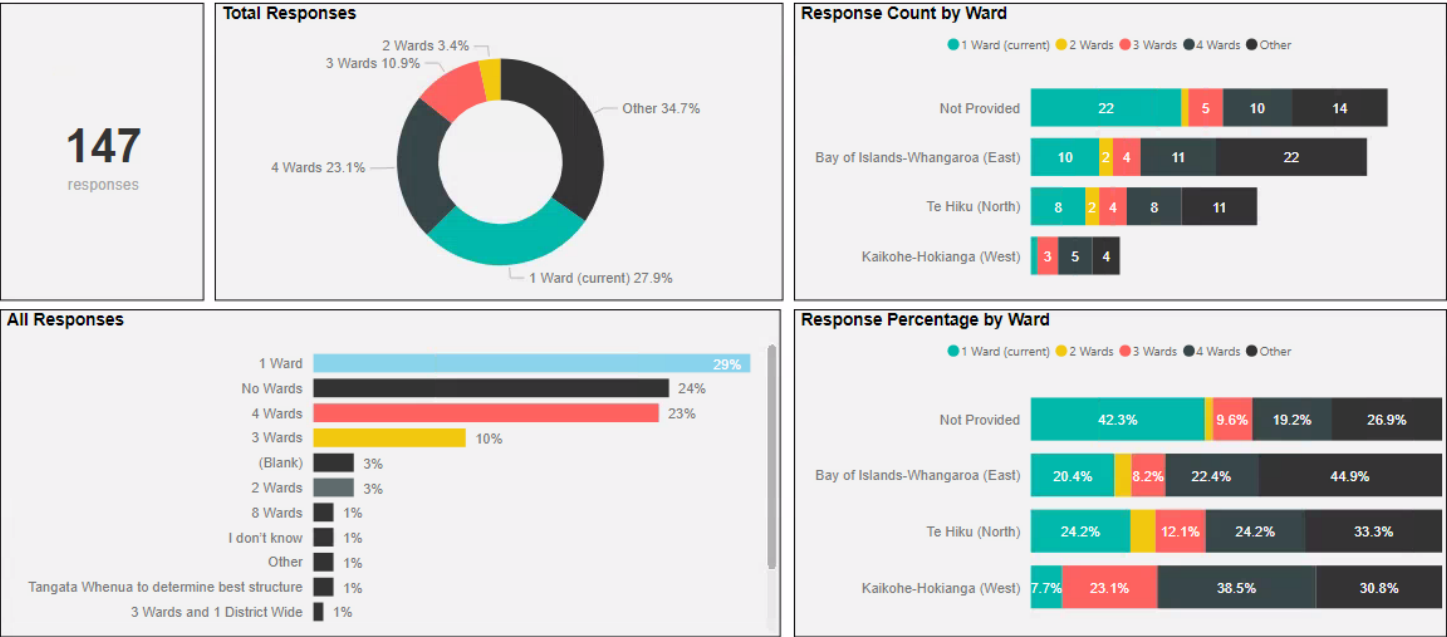 147
responses
Total Responses
2 Wards 3.4%
3 Wards 10.9%
Other 34.7%
4 Wards 23.1%
1 Ward (current) 27.9%
Response Count by Ward
1 Ward (current) 2 Wards 3 Wards 4 Wards Other
Not Provided 22 5 10 14
Bay of Islands-Whangaroa (East) 10 2 4 11 22
Te Hiku (North) 8 2 4 8 11
Kaikohe-Hokianga (West) 3 5 4
All Responses
1 Ward 29%
No Wards 24%
4 Wards 23%
3 Wards 10%
(Blank) 3%
2 Wards 3%
8 Wards 1%
I don't know 1%
Other 1%
Tangata Whenua to determine best structure 1%
3 Wards and 1 District Wide 1%
Response Percentage by Ward
1 Ward (current) 2 Wards 3 Wards 4 Wards Other
Not Provided 42.3% 9.6% 19.2% 26.9%
Bay of Islands-Whangaroa (East) 20.4% 8.2% 22.4% 44.9%
Te Hiku (North) 24.2% 12.1% 24.2% 33.3%
Kaikohe-Hokianga (West) 7.7% 23.1% 38.5% 30.8%